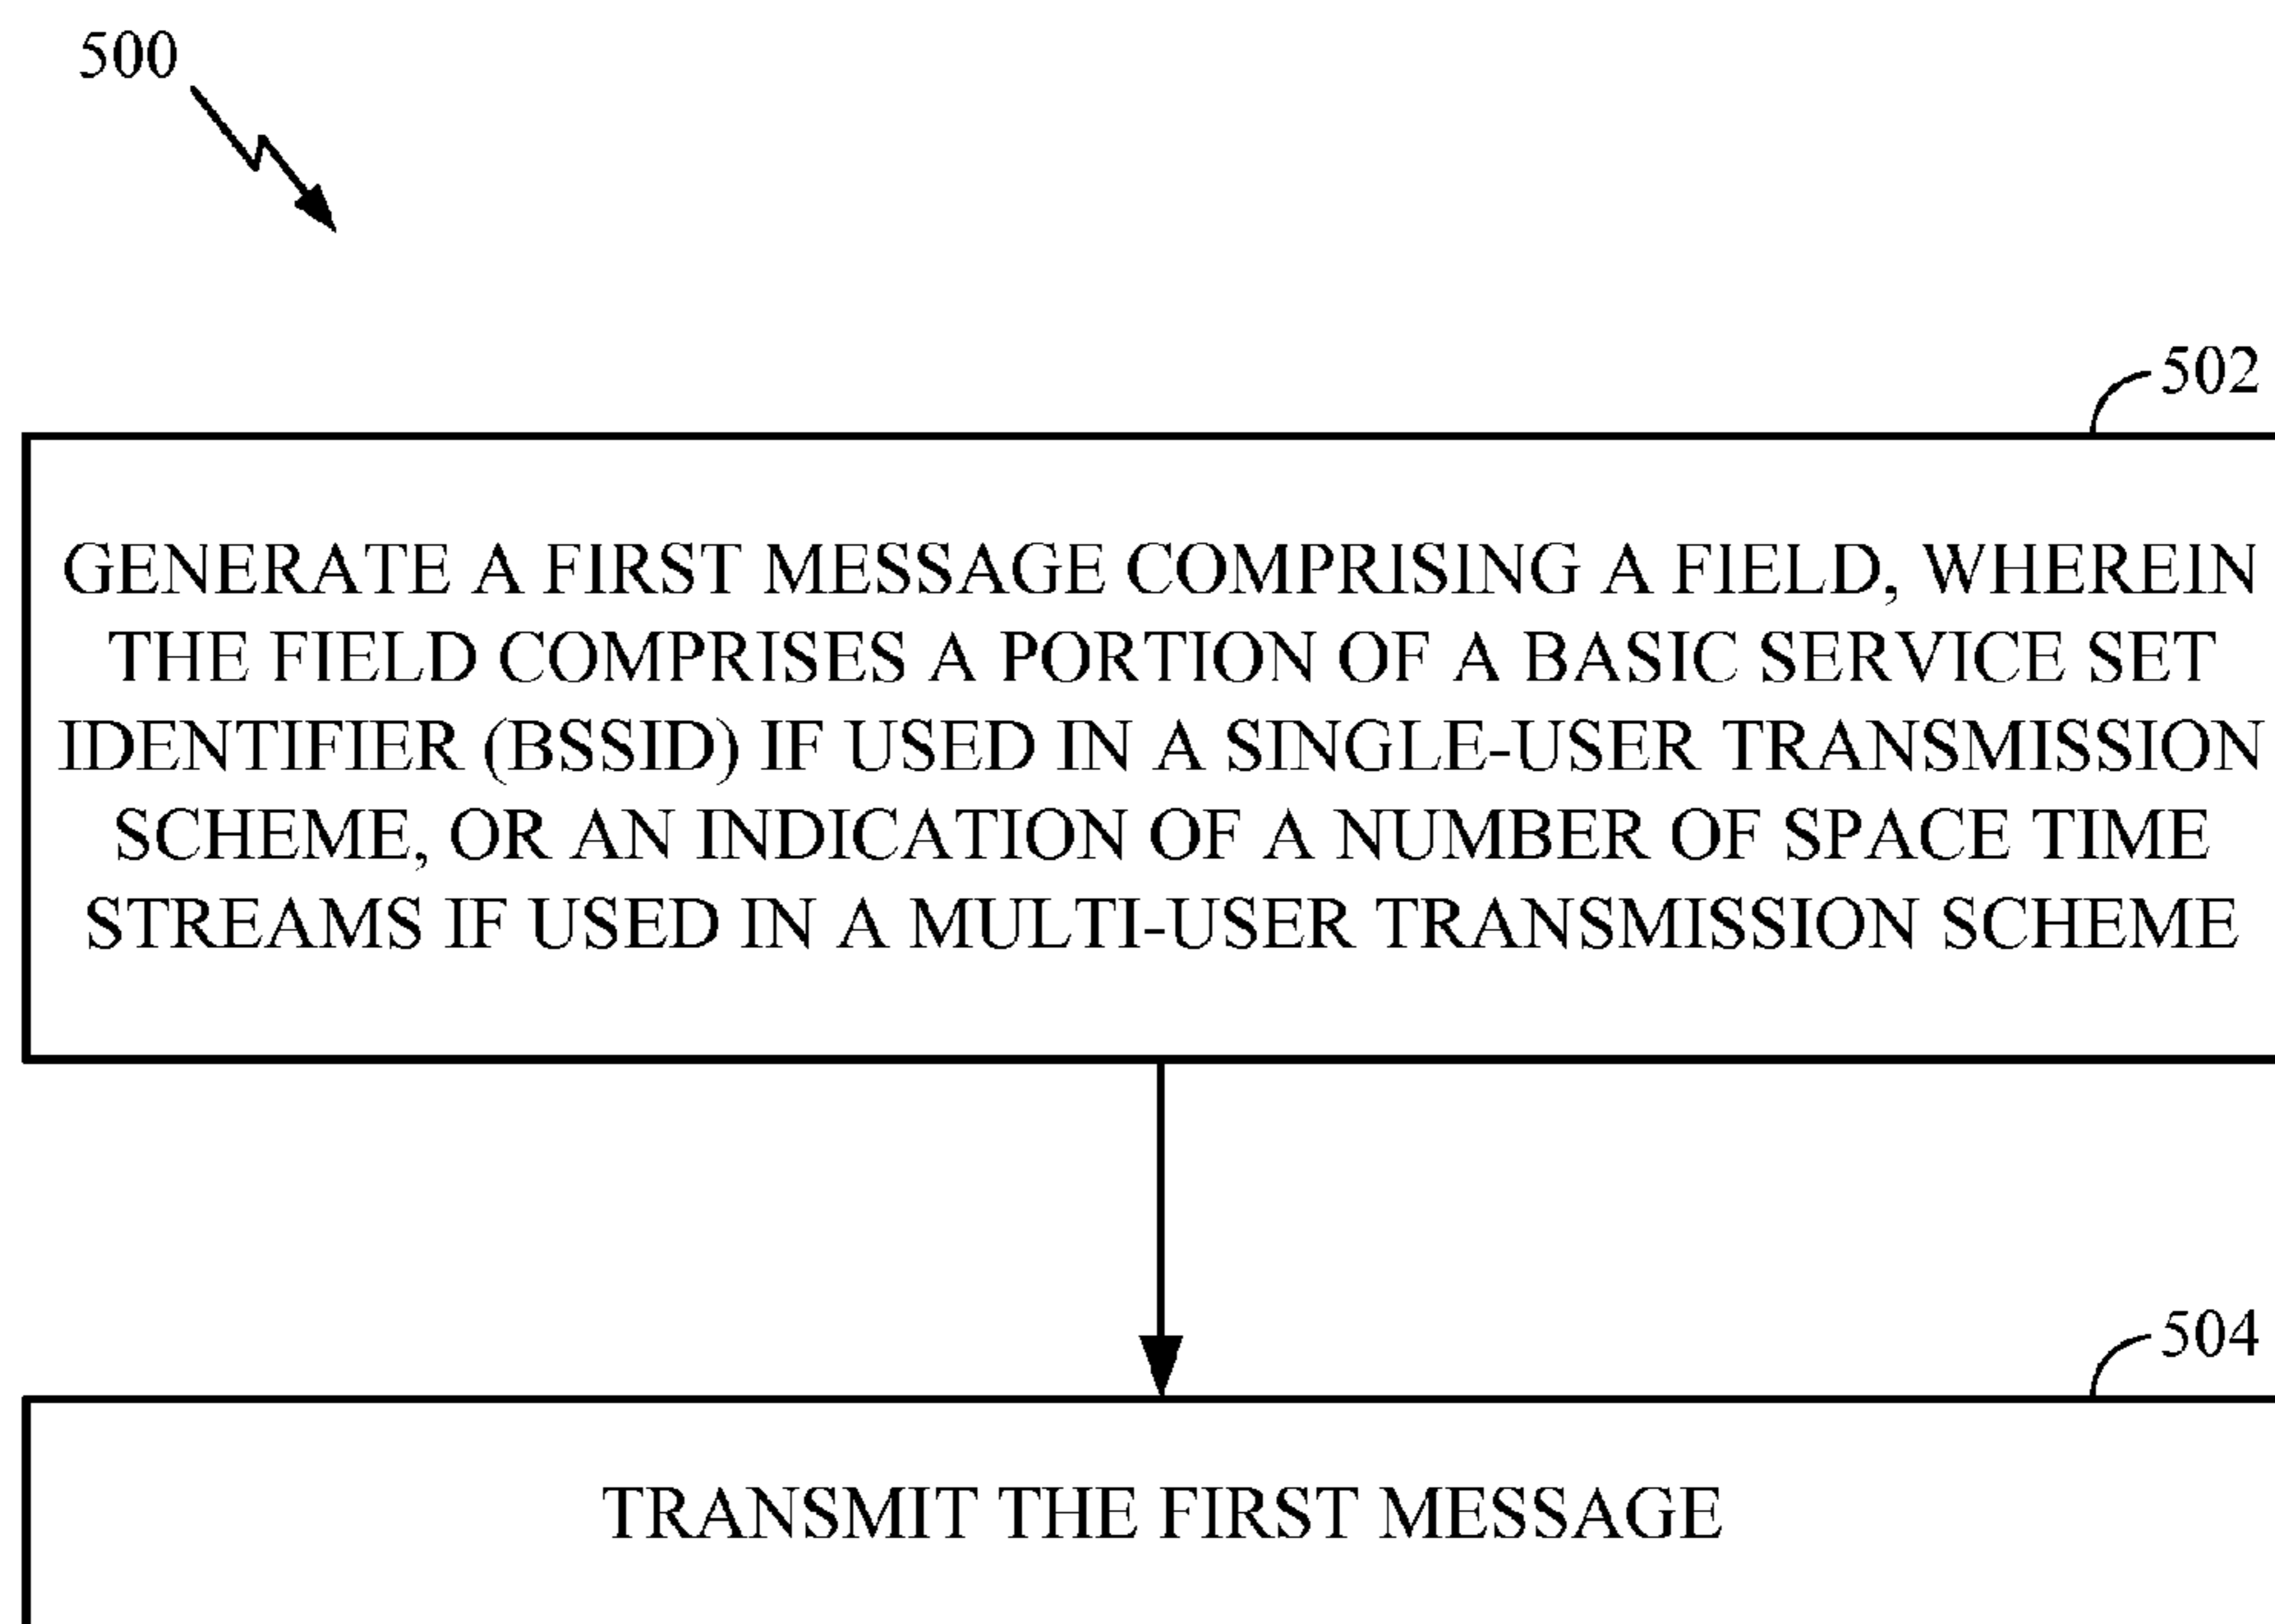 500
502
GENERATE A FIRST MESSAGE COMPRISING A FIELD, WHEREIN
THE FIELD COMPRISES A PORTION OF A BASIC SERVICE SET
IDENTIFIER (BSSID) IF USED IN A SINGLE-USER TRANSMISSION
SCHEME, OR AN INDICATION OF A NUMBER OF SPACE TIME
STREAMS IF USED IN A MULTI-USER TRANSMISSION SCHEME
504
TRANSMIT THE FIRST MESSAGE